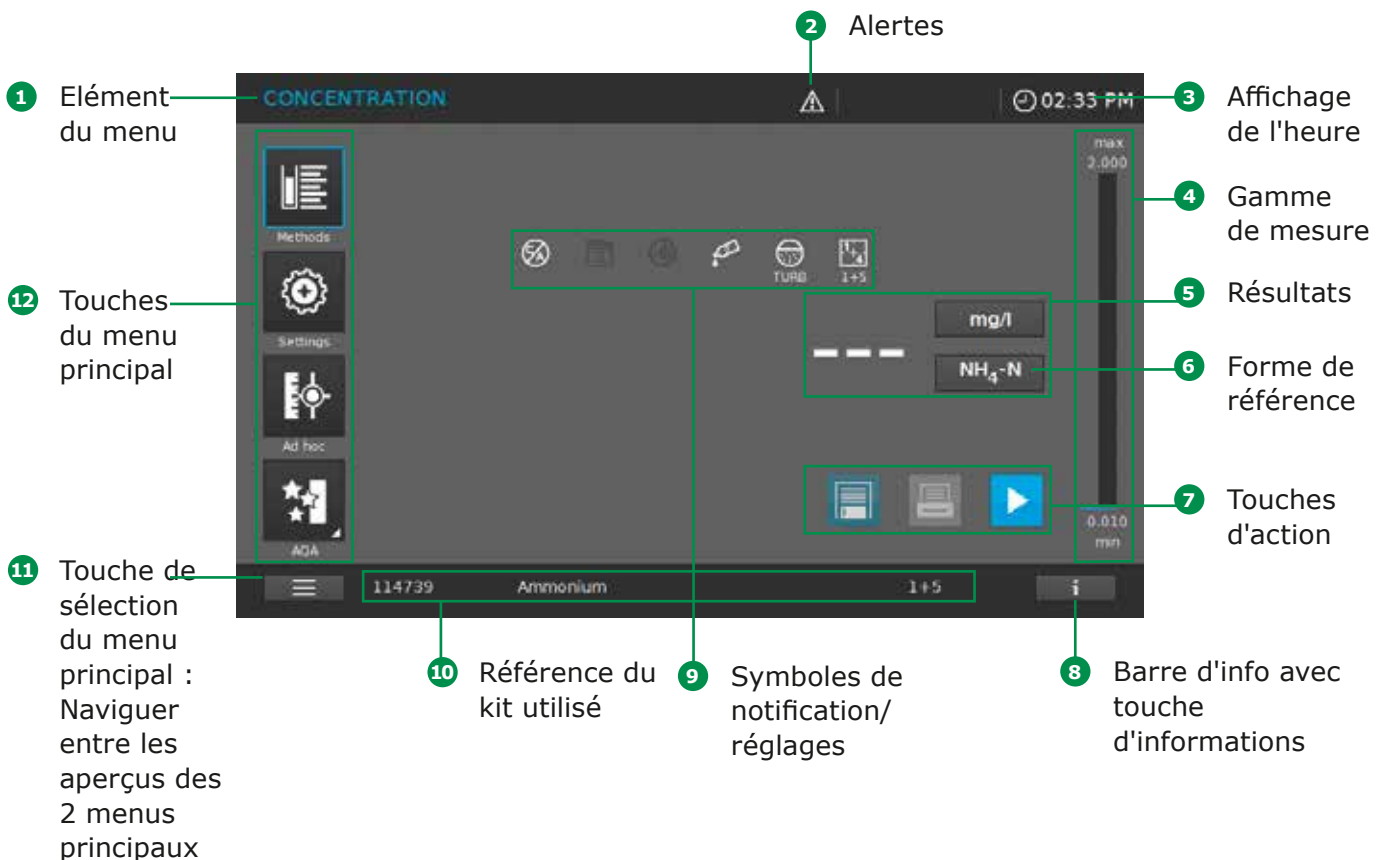 2 Alertes
1 Elément
du menu
CONCENTRATION
02:33 PM
3 Affichage
de l'heure
max
2.000
4 Gamme
de mesure
Methods
TURB
1+4
1+5
12 Touches
du menu
principal
Settings
mg/l
5 Résultats
NH4-N
6 Forme de
référence
Ad hoc
7 Touches
d'action
0.010
min
AQA
11 Touche de
sélection
du menu
principal :
Naviguer
entre les
aperçus des
2 menus
principaux
114739 Ammonium 1+5
i
10 Référence du
kit utilisé
9 Symboles de
notification/
réglages
8 Barre d'info avec
touche
d'informations